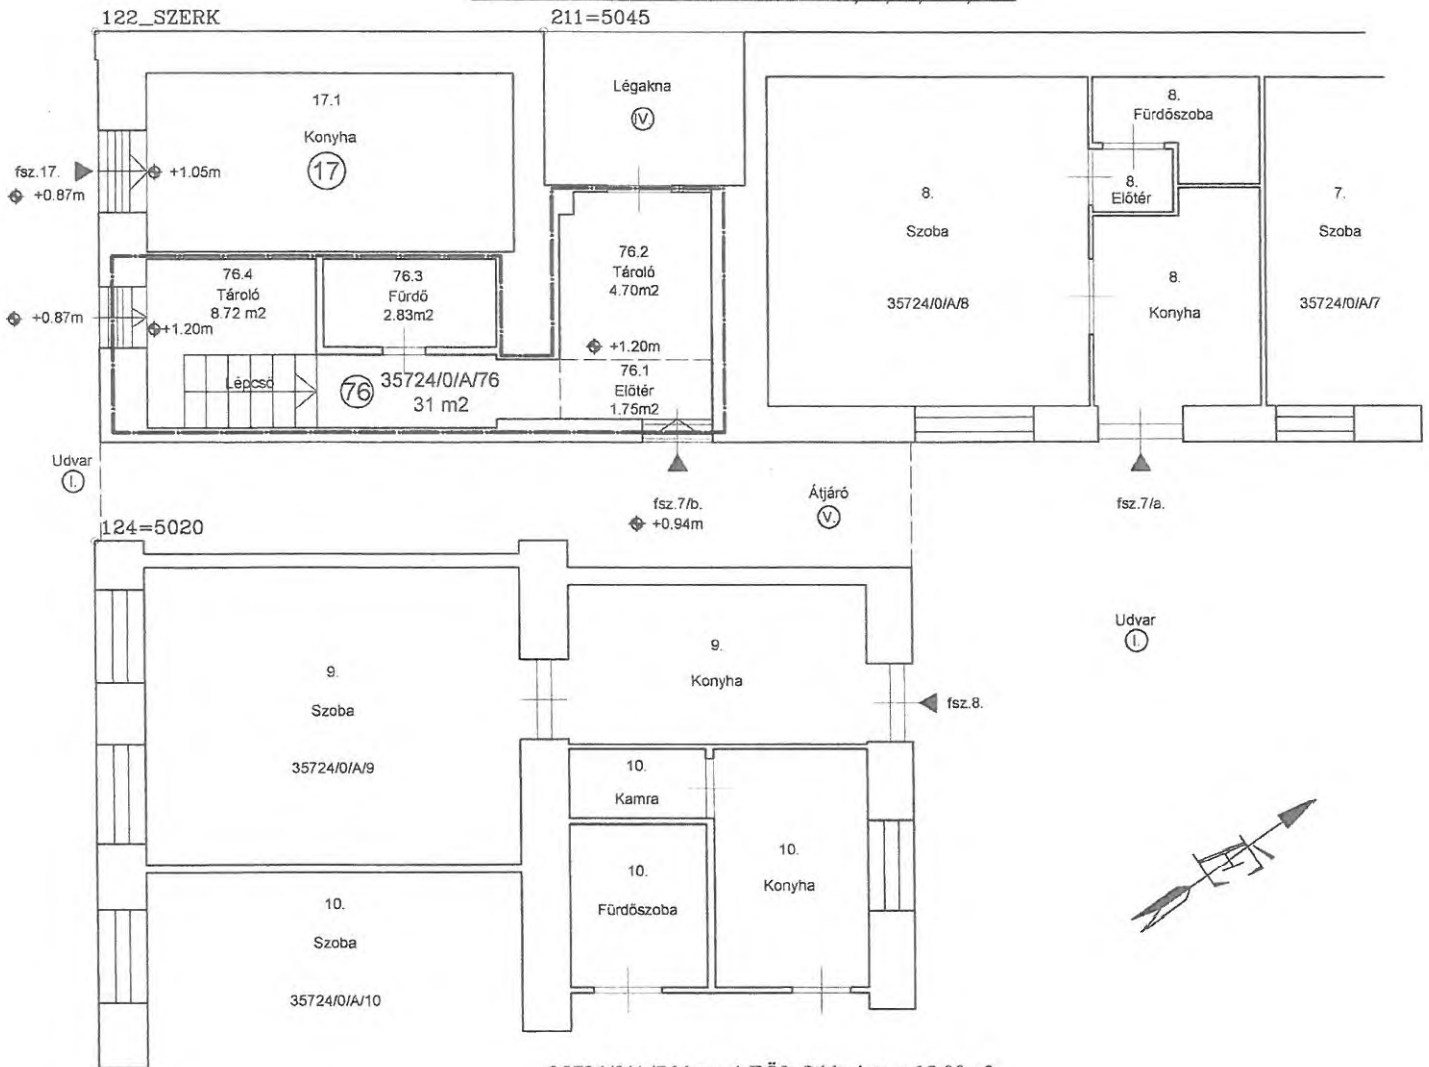 122_SZERK
211=5045
17.1
Konyha
17
fsz.17.
+0.87m
+1.05m
Légakna
IV.
8.
Szoba
35724/0/A/8
8.
Fürdőszoba
8.
Előtér
8.
Konyha
7.
Szoba
35724/0/A/7
76.4
Tároló
8.72 m2
76.3
Fürdő
2.83m2
76.2
Tároló
4.70m2
+0.87m
+1.20m
+1.20m
Lépcső
76
35724/0/A/76
31 m2
76.1
Előtér
1.75m2
Udvar
I.
fsz.7/b.
+0.94m
Átjáró
V.
fsz.7/a.
124=5020
9.
Szoba
35724/0/A/9
9.
Konyha
fsz.8.
Udvar
I.
10.
Kamra
10.
Fürdőszoba
10.
Konyha
10.
Szoba
35724/0/A/10